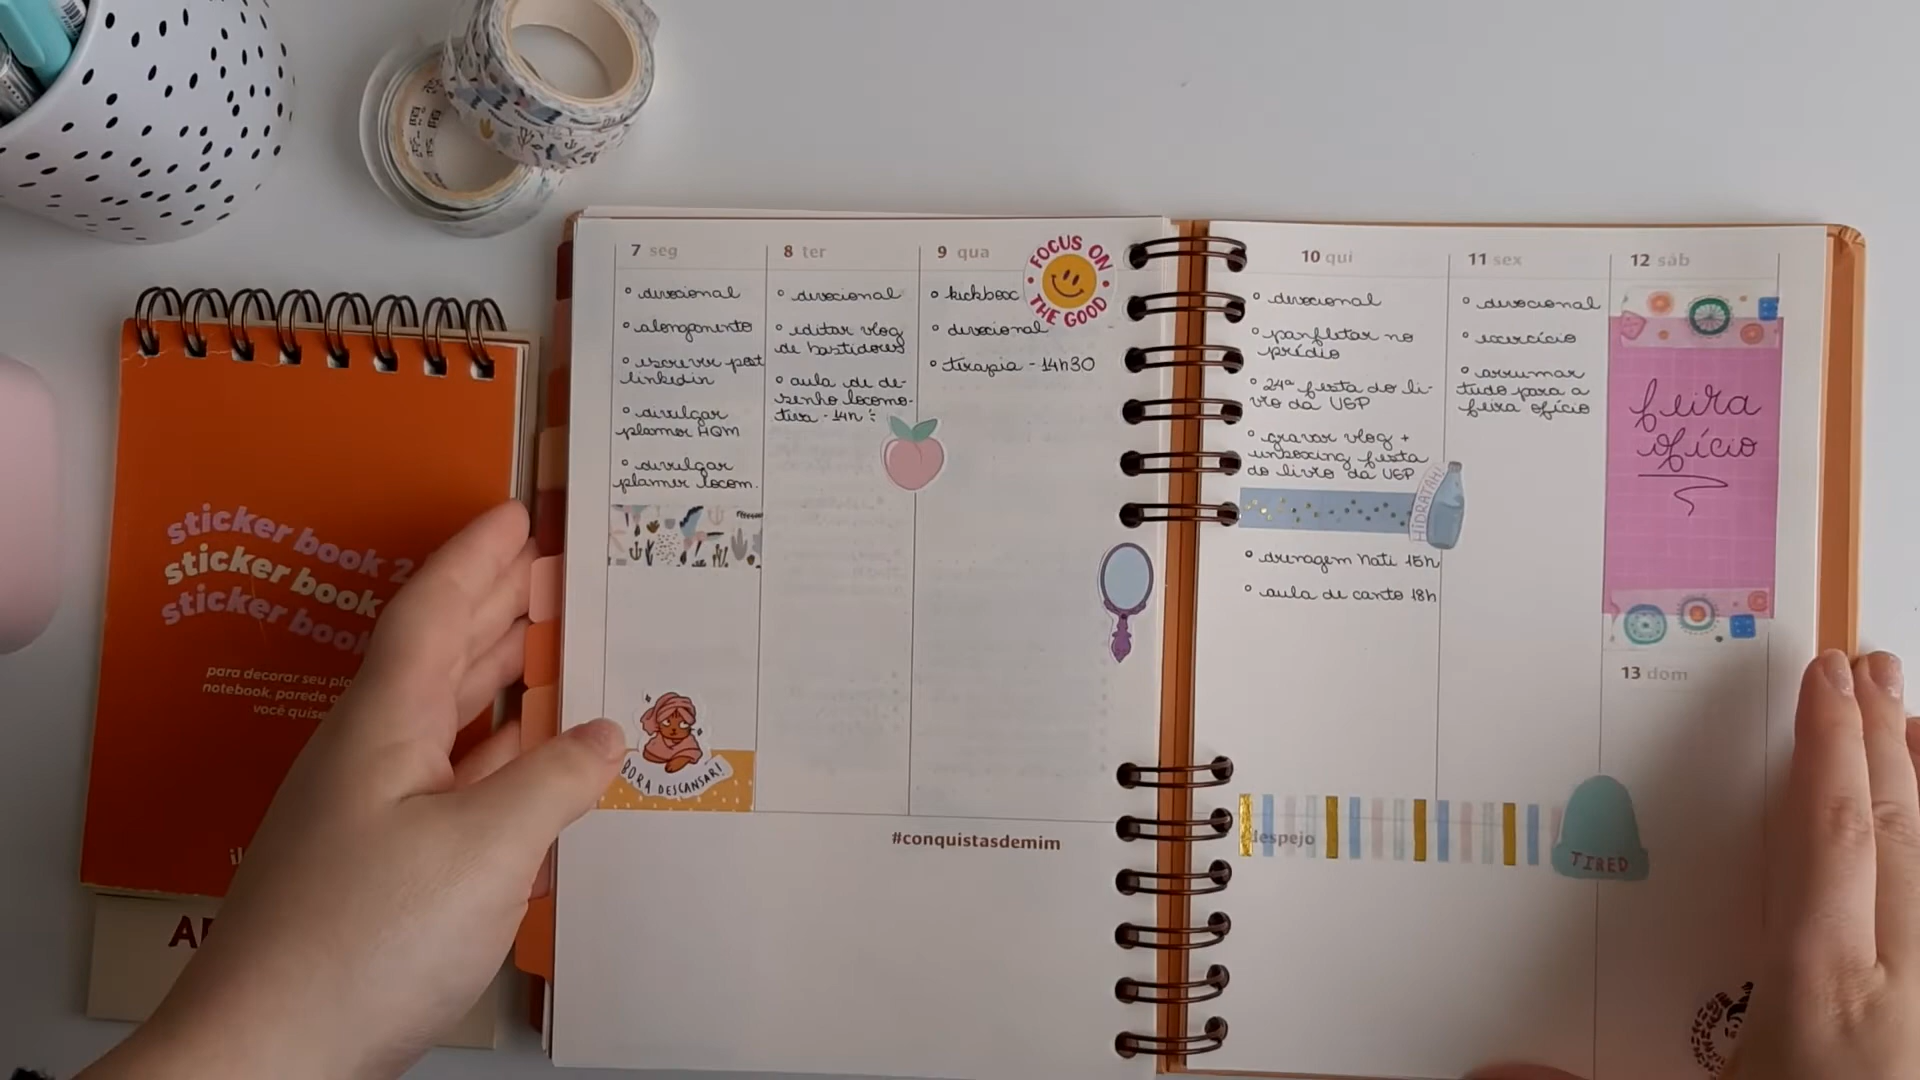 sticker book 2
sticker book
sticker book
para decorar seu pla
notebook, parede o
você quise
7 seg
° devocional
° alongamento
° escrever post
linkedin
° divulgar
planner HQM
° divulgar
planner locom.
BORA DESCANSAR!
8 ter
° devocional
° editar vlog
de bastidores
° aula de de-
senho locomo-
tiva - 14h
9 qua
FOCUS ON
THE GOOD
° kickbox
° devocional
° terapia - 14h30
#conquistasdemim
10 qui
° devocional
° panfletar no
prédio
° 24ª festa do li-
vro da USP
° gravar vlog +
unboxing festa
do livro da USP
HIDRATAH!
° drenagem Nati 15h
° aula de canto 18h
despejo
11 sex
° devocional
° exercício
° arrumar
tudo para a
feira ofício
TIRED
12 sáb
feira
ofício
13 dom